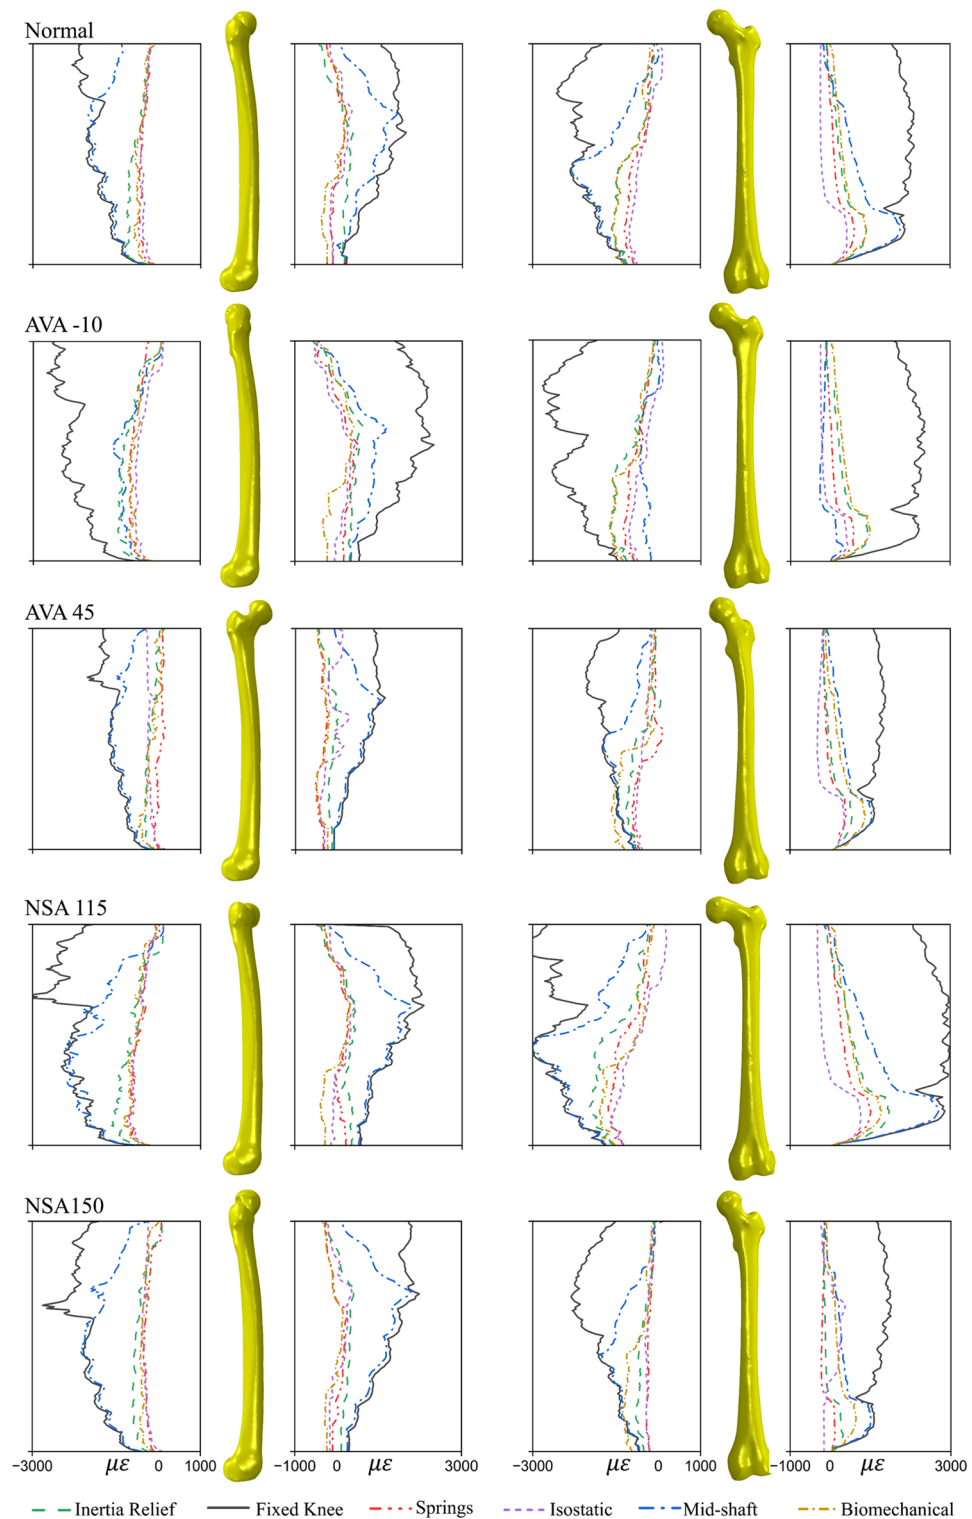 Normal
AVA -10
AVA 45
NSA 115
NSA150
−3000 με 0 1000 −1000 0 με 3000 −3000 με 0 1000 −1000 0 με 3000
Inertia Relief Fixed Knee Springs Isostatic Mid-shaft Biomechanical